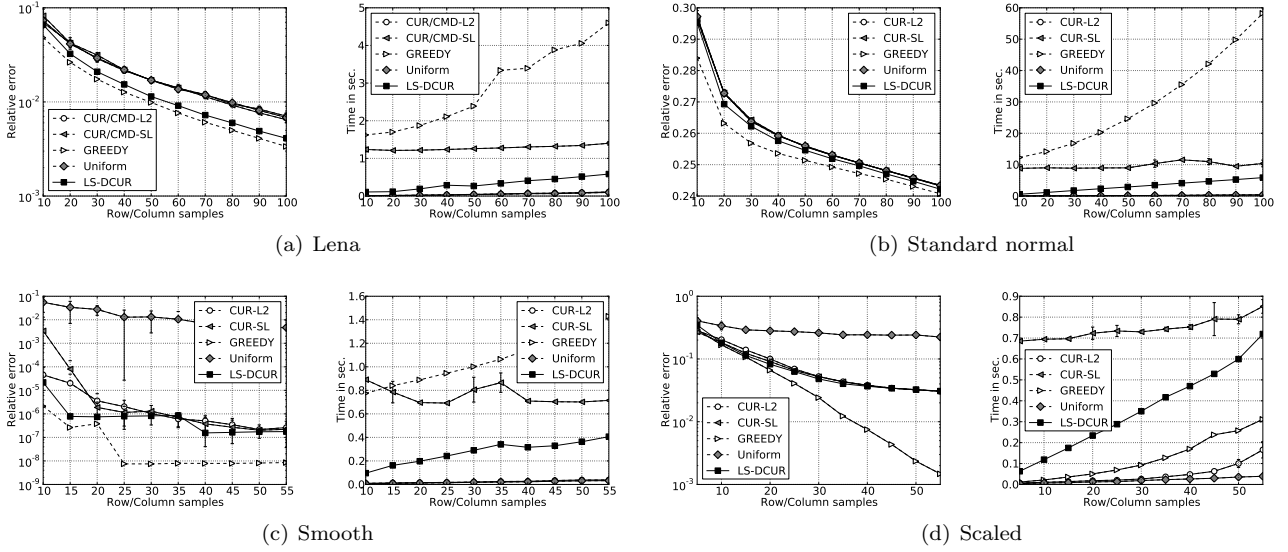 10^-1
10^-2
10^-3
Relative error
10 20 30 40 50 60 70 80 90 100
Row/Column samples
CUR/CMD-L2
CUR/CMD-SL
GREEDY
Uniform
LS-DCUR
5
4
3
2
1
0
Time in sec.
10 20 30 40 50 60 70 80 90 100
Row/Column samples
CUR/CMD-L2
CUR/CMD-SL
GREEDY
Uniform
LS-DCUR
(a) Lena
0.30
0.29
0.28
0.27
0.26
0.25
0.24
Relative error
10 20 30 40 50 60 70 80 90 100
Row/Column samples
CUR-L2
CUR-SL
GREEDY
Uniform
LS-DCUR
60
50
40
30
20
10
0
Time in sec.
10 20 30 40 50 60 70 80 90 100
Row/Column samples
CUR-L2
CUR-SL
GREEDY
Uniform
LS-DCUR
(b) Standard normal
10^-1
10^-2
10^-3
10^-4
10^-5
10^-6
10^-7
10^-8
10^-9
Relative error
10 15 20 25 30 35 40 45 50 55
Row/Column samples
CUR-L2
CUR-SL
GREEDY
Uniform
LS-DCUR
1.6
1.4
1.2
1.0
0.8
0.6
0.4
0.2
0.0
Time in sec.
10 15 20 25 30 35 40 45 50 55
Row/Column samples
CUR-L2
CUR-SL
GREEDY
Uniform
LS-DCUR
(c) Smooth
10^0
10^-1
10^-2
10^-3
Relative error
10 20 30 40 50
Row/Column samples
CUR-L2
CUR-SL
GREEDY
Uniform
LS-DCUR
0.9
0.8
0.7
0.6
0.5
0.4
0.3
0.2
0.1
0.0
Time in sec.
10 20 30 40 50
Row/Column samples
CUR-L2
CUR-SL
GREEDY
Uniform
LS-DCUR
(d) Scaled